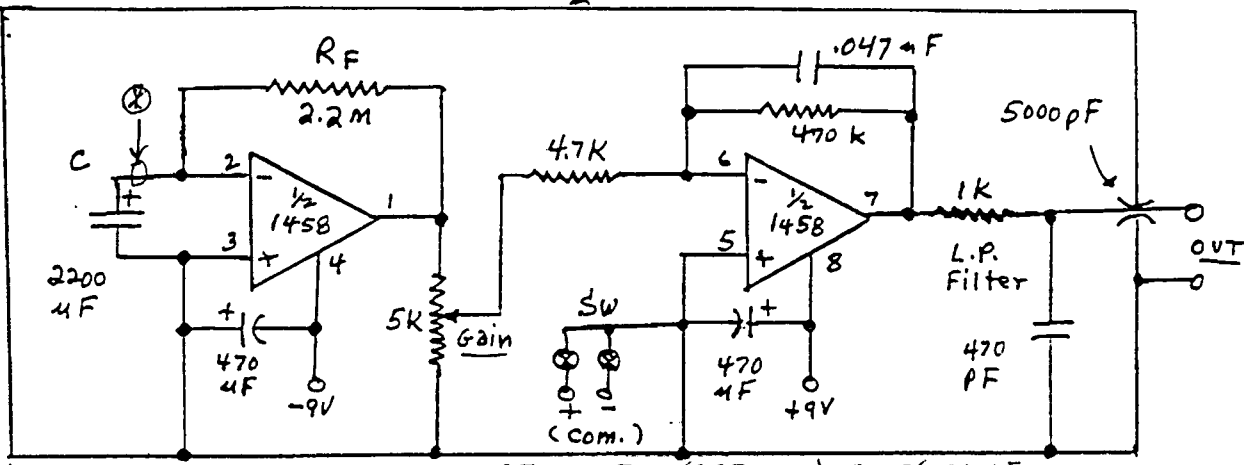 RF
2.2M
C
+
2200
µF
2
-
3
+
½
1458
1
4
+
470
µF
-9V
5K
Gain
4.7K
.047 µF
470 K
6
-
5
+
½
1458
7
8
SW
+ -
(Com.)
+
470
µF
+9V
1K
L.P.
Filter
470
PF
5000pF
OUT